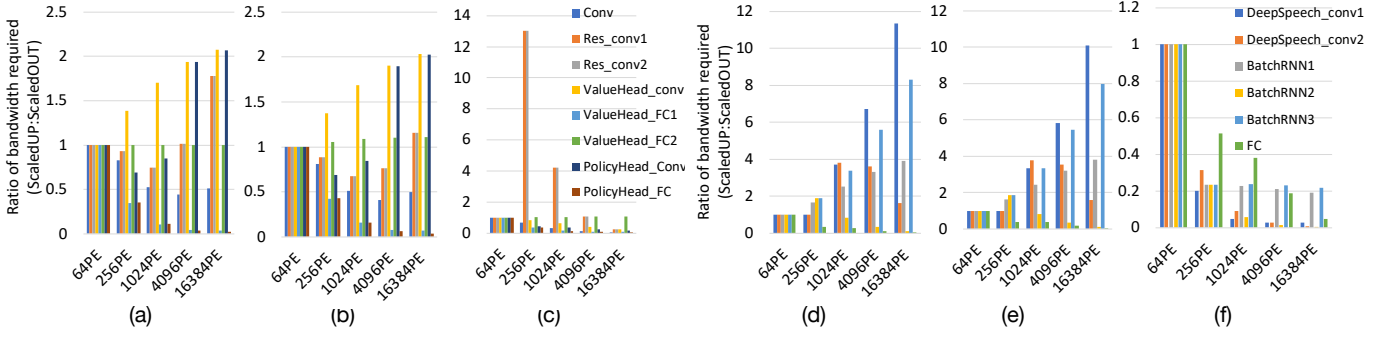 Ratio of bandwidth required
(ScaledUP:ScaledOUT)
2.5
2
1.5
1
0.5
0
64PE
256PE
1024PE
4096PE
16384PE
(a)
2.5
2
1.5
1
0.5
0
64PE
256PE
1024PE
4096PE
16384PE
(b)
14
12
10
8
6
4
2
0
Conv
Res_conv1
Res_conv2
ValueHead_conv
ValueHead_FC1
ValueHead_FC2
PolicyHead_Conv
PolicyHead_FC
64PE
256PE
1024PE
4096PE
16384PE
(c)
Ratio of bandwidth required
(ScaledUP:ScaledOUT)
12
10
8
6
4
2
0
64PE
256PE
1024PE
4096PE
16384PE
(d)
12
10
8
6
4
2
0
64PE
256PE
1024PE
4096PE
16384PE
(e)
1.2
1
0.8
0.6
0.4
0.2
0
DeepSpeech_conv1
DeepSpeech_conv2
BatchRNN1
BatchRNN2
BatchRNN3
FC
64PE
256PE
1024PE
4096PE
16384PE
(f)